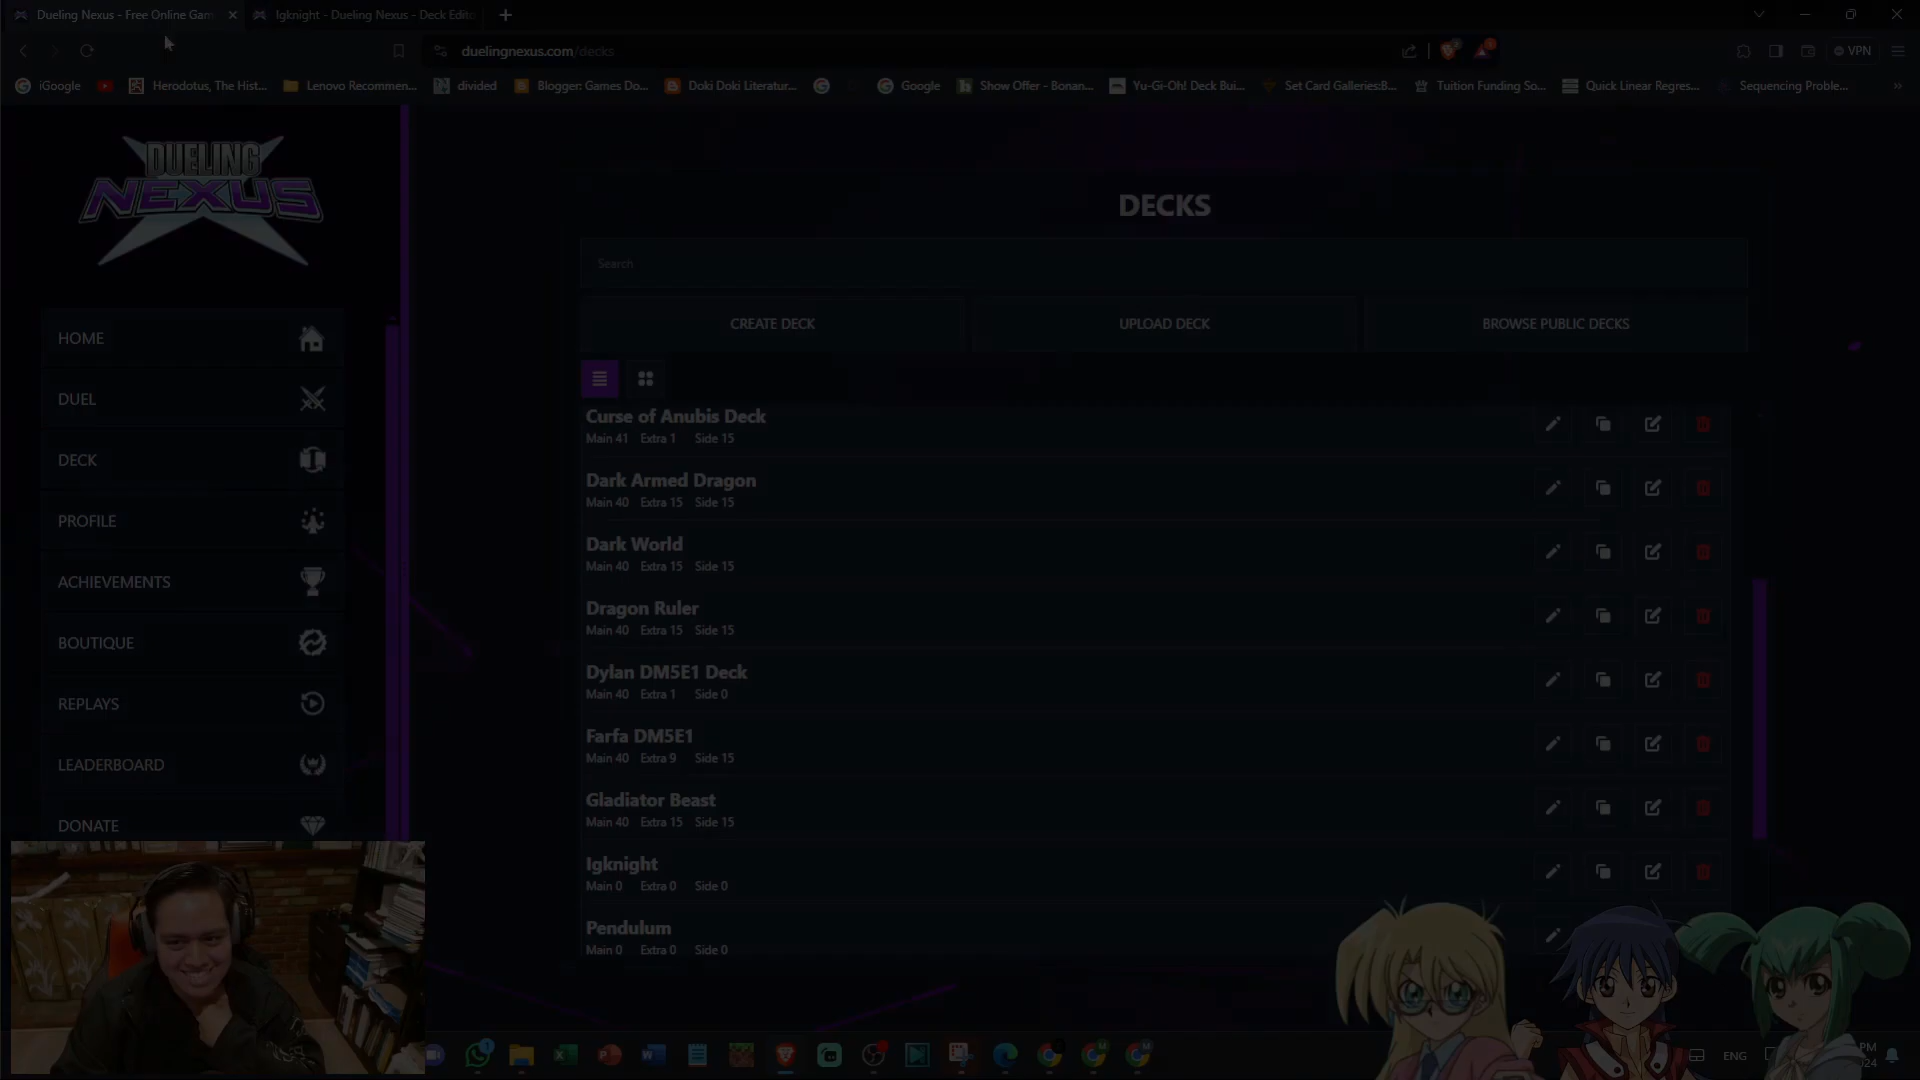 Dueling Nexus - Free Online Gam
Igknight - Dueling Nexus - Deck Edito
duelingnexus.com/decks
VPN
iGoogle
Herodotus, The Hist...
Lenovo Recommen...
divided
Blogger: Games Do...
Doki Doki Literatur...
Google
Show Offer - Bonan...
Yu-Gi-Oh! Deck Bui...
Set Card Galleries:B...
Tuition Funding So...
Quick Linear Regres...
Sequencing Proble...
DUELING
NEXUS
HOME
DUEL
DECK
PROFILE
ACHIEVEMENTS
BOUTIQUE
REPLAYS
LEADERBOARD
DONATE
DECKS
Search
CREATE DECK
UPLOAD DECK
BROWSE PUBLIC DECKS
Curse of Anubis Deck
Main 41 Extra 1 Side 15
Dark Armed Dragon
Main 40 Extra 15 Side 15
Dark World
Main 40 Extra 15 Side 15
Dragon Ruler
Main 40 Extra 15 Side 15
Dylan DM5E1 Deck
Main 40 Extra 1 Side 0
Farfa DM5E1
Main 40 Extra 9 Side 15
Gladiator Beast
Main 40 Extra 15 Side 15
Igknight
Main 0 Extra 0 Side 0
Pendulum
Main 0 Extra 0 Side 0
ENG
PM